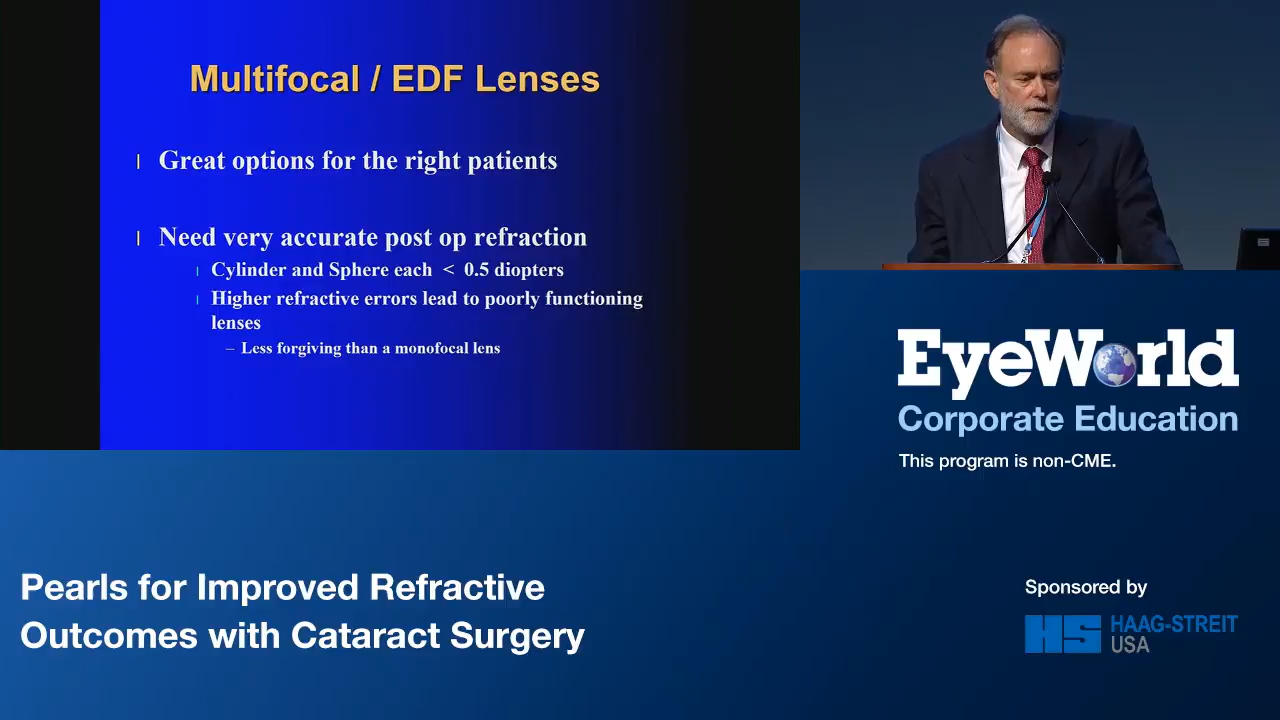 Multifocal / EDF Lenses
Great options for the right patients
Need very accurate post op refraction
Cylinder and Sphere each < 0.5 diopters
Higher refractive errors lead to poorly functioning
lenses
– Less forgiving than a monofocal lens
EyeWorld
Corporate Education
This program is non-CME.
Pearls for Improved Refractive
Outcomes with Cataract Surgery
Sponsored by
HS HAAG-STREIT
USA